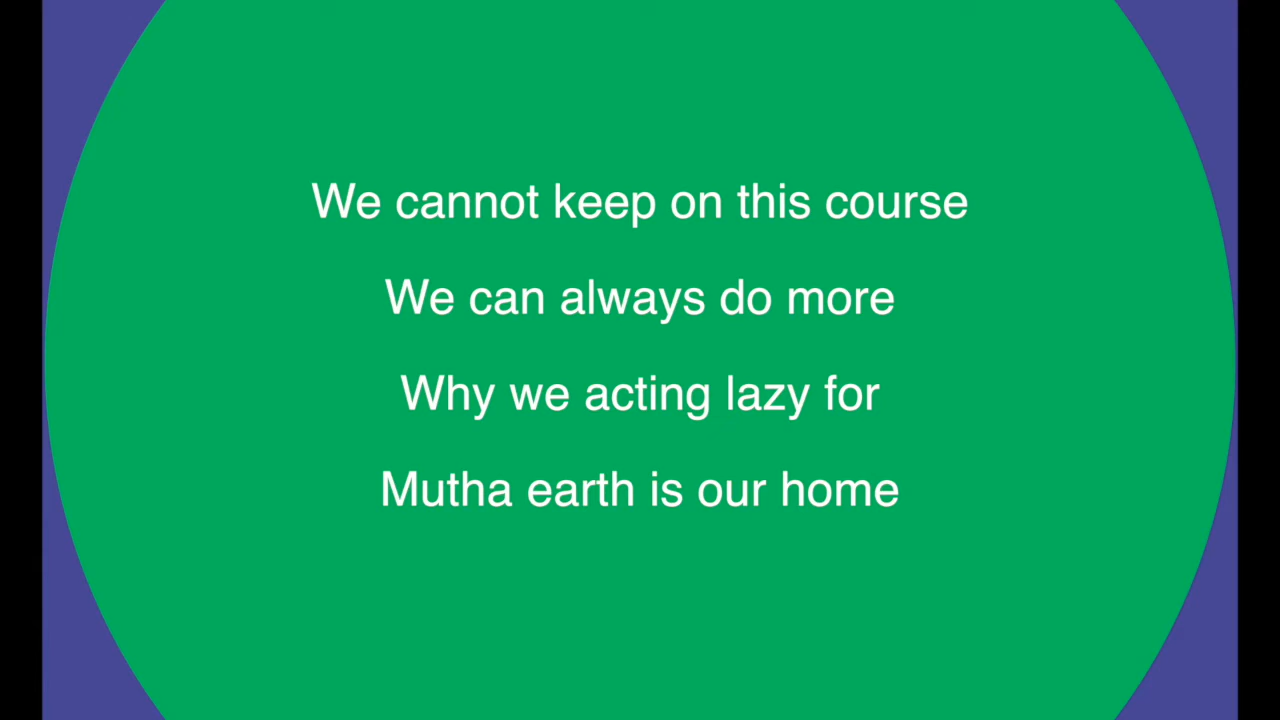 We cannot keep on this course
We can always do more
Why we acting lazy for
Mutha earth is our home